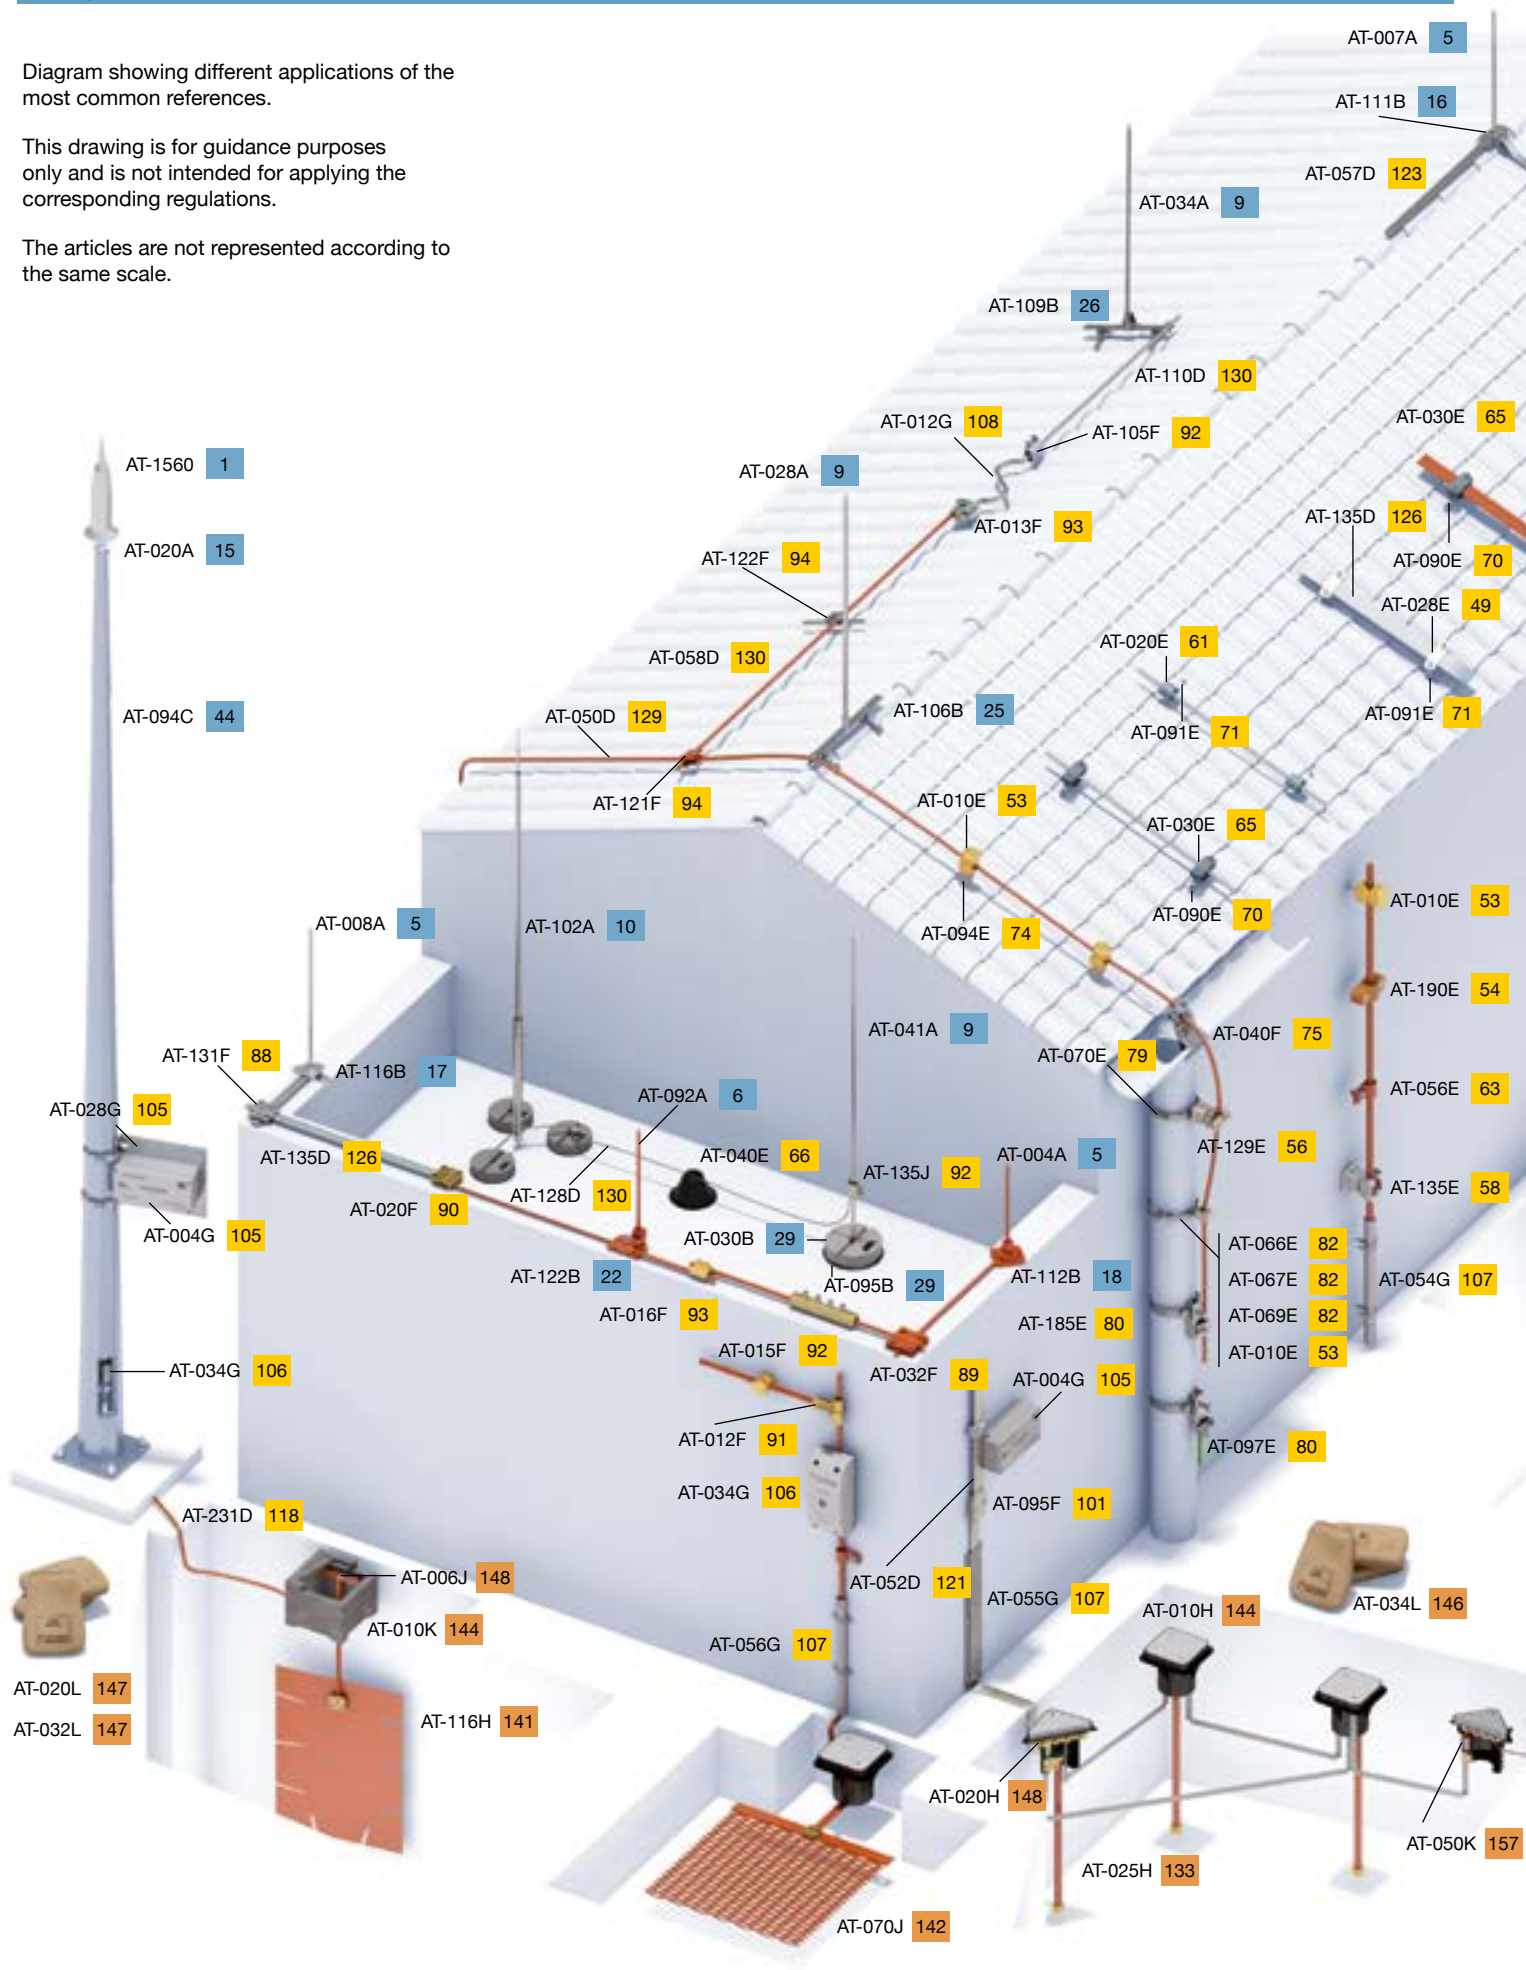 Diagram showing different applications of the
most common references.
This drawing is for guidance purposes
only and is not intended for applying the
corresponding regulations.
The articles are not represented according to
the same scale.
AT-007A 5
AT-111B 16
AT-057D 123
AT-034A 9
AT-109B 26
AT-110D 130
AT-012G 108
AT-105F 92
AT-030E 65
AT-1560 1
AT-028A 9
AT-013F 93
AT-135D 126
AT-020A 15
AT-122F 94
AT-090E 70
AT-028E 49
AT-020E 61
AT-058D 130
AT-094C 44
AT-050D 129
AT-106B 25
AT-091E 71
AT-091E 71
AT-121F 94
AT-010E 53
AT-030E 65
AT-010E 53
AT-008A 5
AT-102A 10
AT-094E 74
AT-090E 70
AT-190E 54
AT-041A 9
AT-040F 75
AT-131F 88
AT-116B 17
AT-070E 79
AT-056E 63
AT-028G 105
AT-092A 6
AT-135D 126
AT-040E 66
AT-135J 92
AT-004A 5
AT-129E 56
AT-135E 58
AT-128D 130
AT-020F 90
AT-004G 105
AT-030B 29
AT-066E 82
AT-122B 22
AT-095B 29
AT-112B 18
AT-067E 82
AT-054G 107
AT-016F 93
AT-185E 80
AT-069E 82
AT-015F 92
AT-010E 53
AT-034G 106
AT-032F 89
AT-004G 105
AT-012F 91
AT-097E 80
AT-034G 106
AT-095F 101
AT-231D 118
AT-006J 148
AT-052D 121
AT-055G 107
AT-010H 144
AT-034L 146
AT-010K 144
AT-056G 107
AT-020L 147
AT-032L 147
AT-116H 141
AT-020H 148
AT-050K 157
AT-025H 133
AT-070J 142